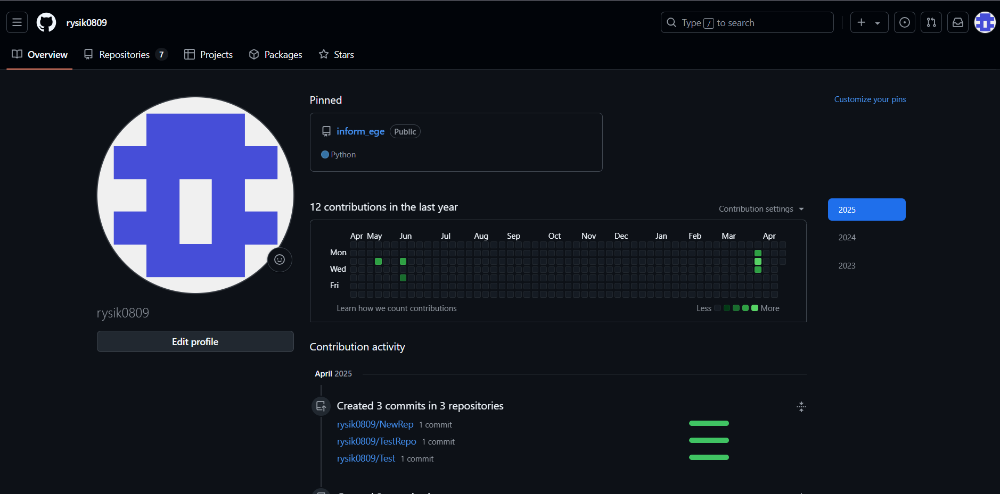 rysik0809
Type / to search
Overview
Repositories 7
Projects
Packages
Stars
Pinned
Customize your pins
inform_ege Public
Python
12 contributions in the last year
Contribution settings
2025
2024
2023
Apr May Jun Jul Aug Sep Oct Nov Dec Jan Feb Mar Apr
Mon
Wed
Fri
Learn how we count contributions
Less More
rysik0809
Edit profile
Contribution activity
April 2025
Created 3 commits in 3 repositories
rysik0809/NewRep 1 commit
rysik0809/TestRepo 1 commit
rysik0809/Test 1 commit